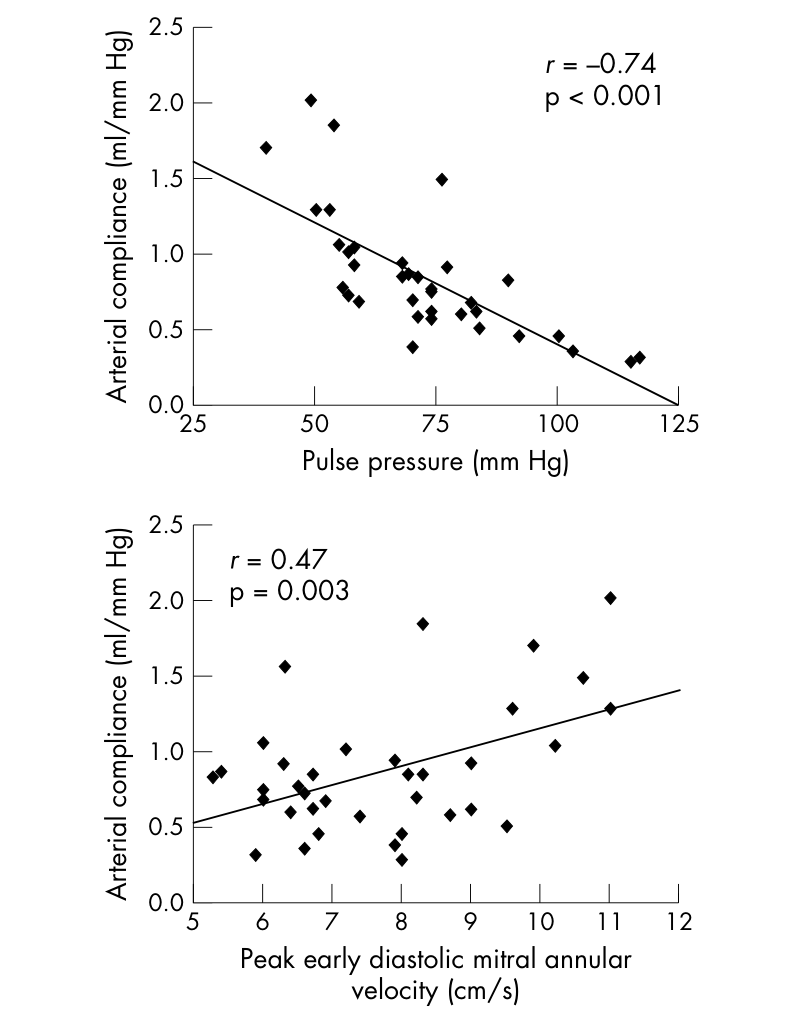 Arterial compliance (ml/mm Hg)
2.5
2.0
1.5
1.0
0.5
0.0
r = –0.74
p < 0.001
25 50 75 100 125
Pulse pressure (mm Hg)
Arterial compliance (ml/mm Hg)
2.5
2.0
1.5
1.0
0.5
0.0
r = 0.47
p = 0.003
5 6 7 8 9 10 11 12
Peak early diastolic mitral annular
velocity (cm/s)